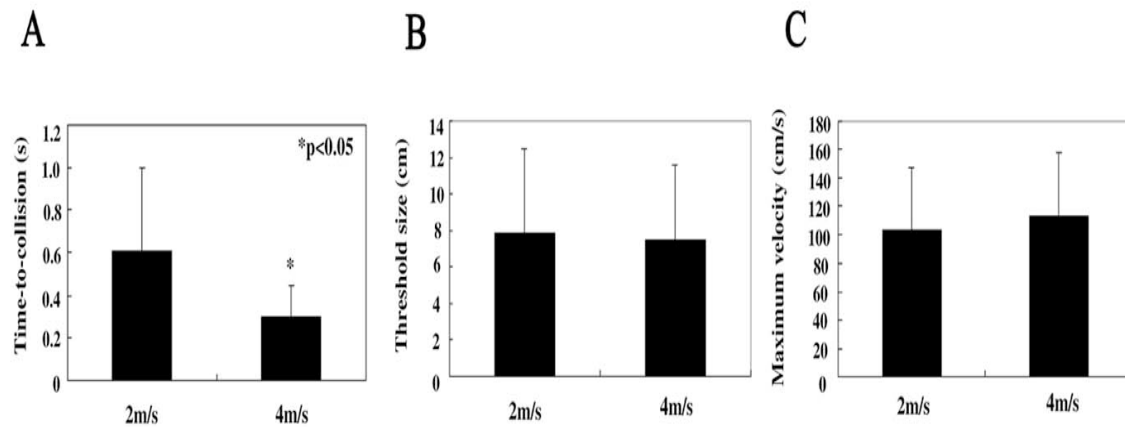 A
B
C
Time-to-collision (s)
1.2
1.0
0.8
0.6
0.4
0.2
0
*p<0.05
*
2m/s
4m/s
Threshold size (cm)
14
12
10
8
6
4
2
0
2m/s
4m/s
Maximum velocity (cm/s)
180
160
140
120
100
80
60
40
20
0
2m/s
4m/s